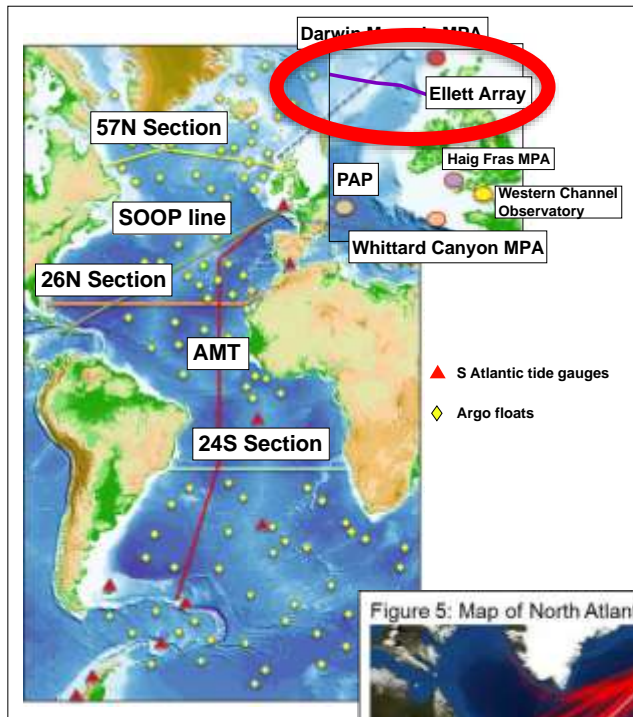 Darwin M MPA
Ellett Array
57N Section
Haig Fras MPA
PAP
Western Channel
Observatory
SOOP line
Whittard Canyon MPA
26N Section
AMT
S Atlantic tide gauges
Argo floats
24S Section
Figure 5: Map of North Atlan